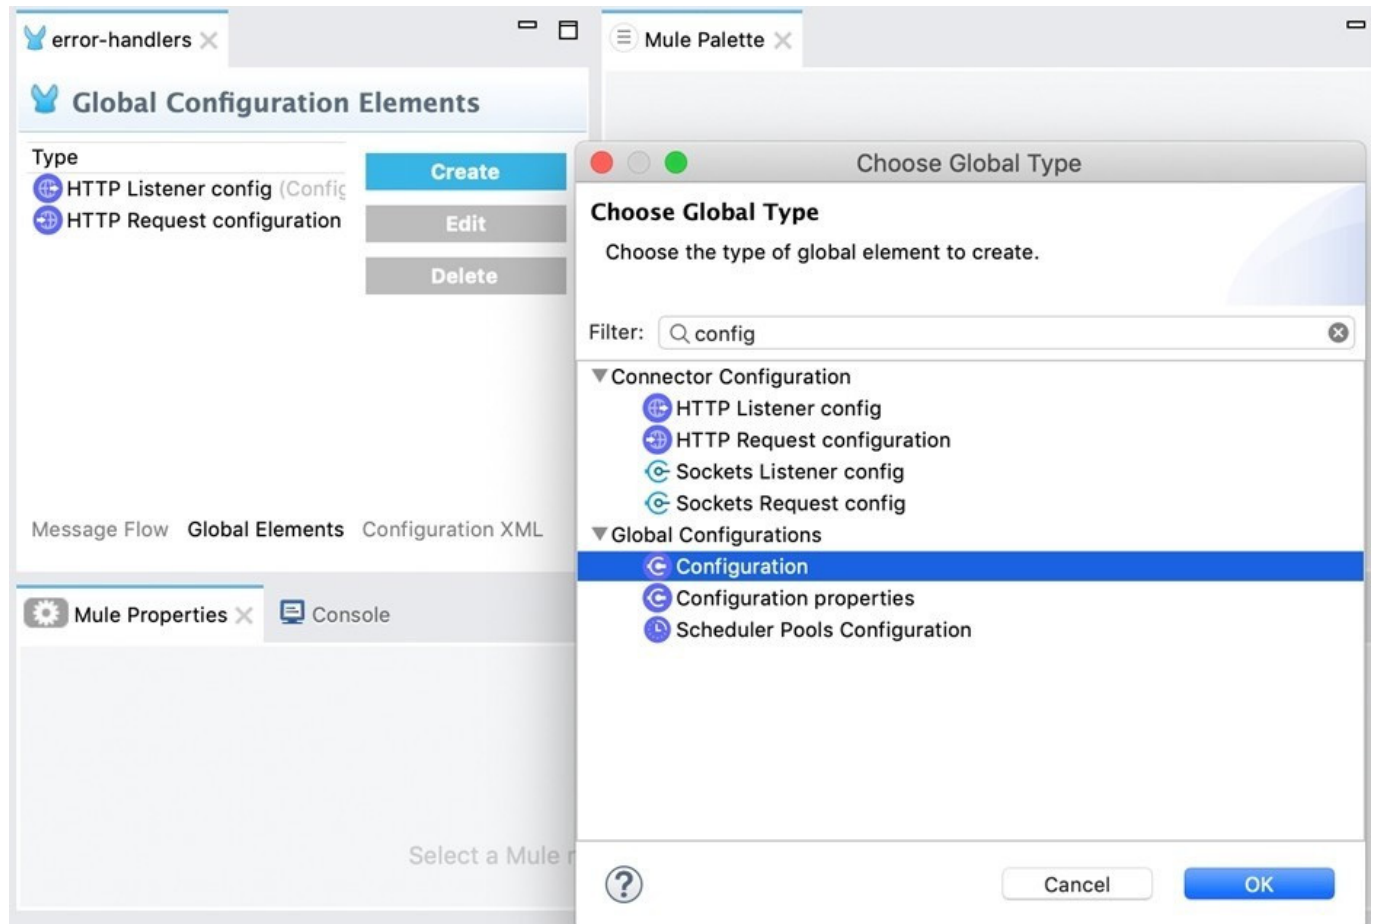 error-handlers
Mule Palette
Global Configuration Elements
Type
HTTP Listener config (Config
HTTP Request configuration
Create
Edit
Delete
Message Flow Global Elements Configuration XML
Mule Properties
Console
Select a Mule
Choose Global Type
Choose Global Type
Choose the type of global element to create.
Filter: config
Connector Configuration
HTTP Listener config
HTTP Request configuration
Sockets Listener config
Sockets Request config
Global Configurations
Configuration
Configuration properties
Scheduler Pools Configuration
?
Cancel
OK